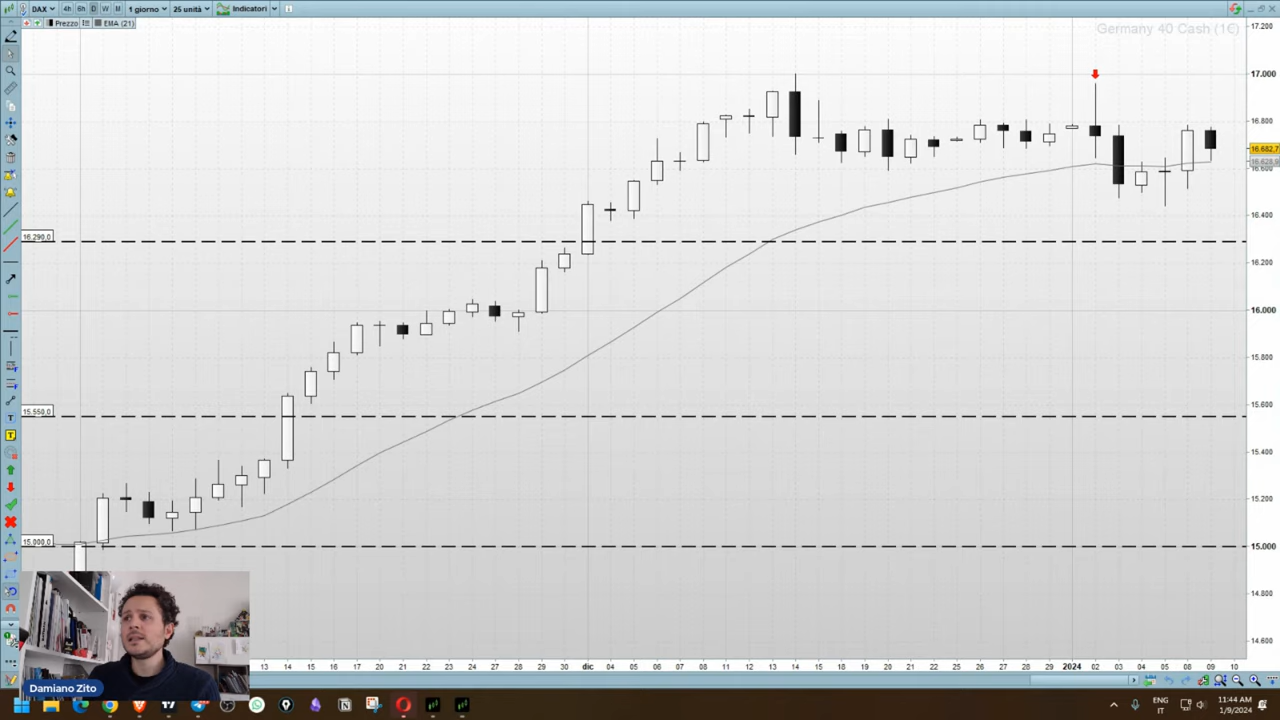 DAX 4h 6h D W M 1 giorno 25 unità Indicatori
Prezzo EMA (21)
Germany 40 Cash (1€)
17.200
17.000
16.800
16.682,7
16.628,9
16.600
16.400
16.290,0
16.200
16.000
15.800
15.600
15.550,0
15.400
15.200
15.000,0
15.000
14.800
14.600
13 14 15 16 17 20 21 22 23 24 27 28 29 30 dic 04 05 06 07 08 11 12 13 14 15 18 19 20 21 22 25 26 27 28 29 2024 02 03 04 05 08 09 10
Damiano Zito
ENG
IT
11:44 AM
1/9/2024